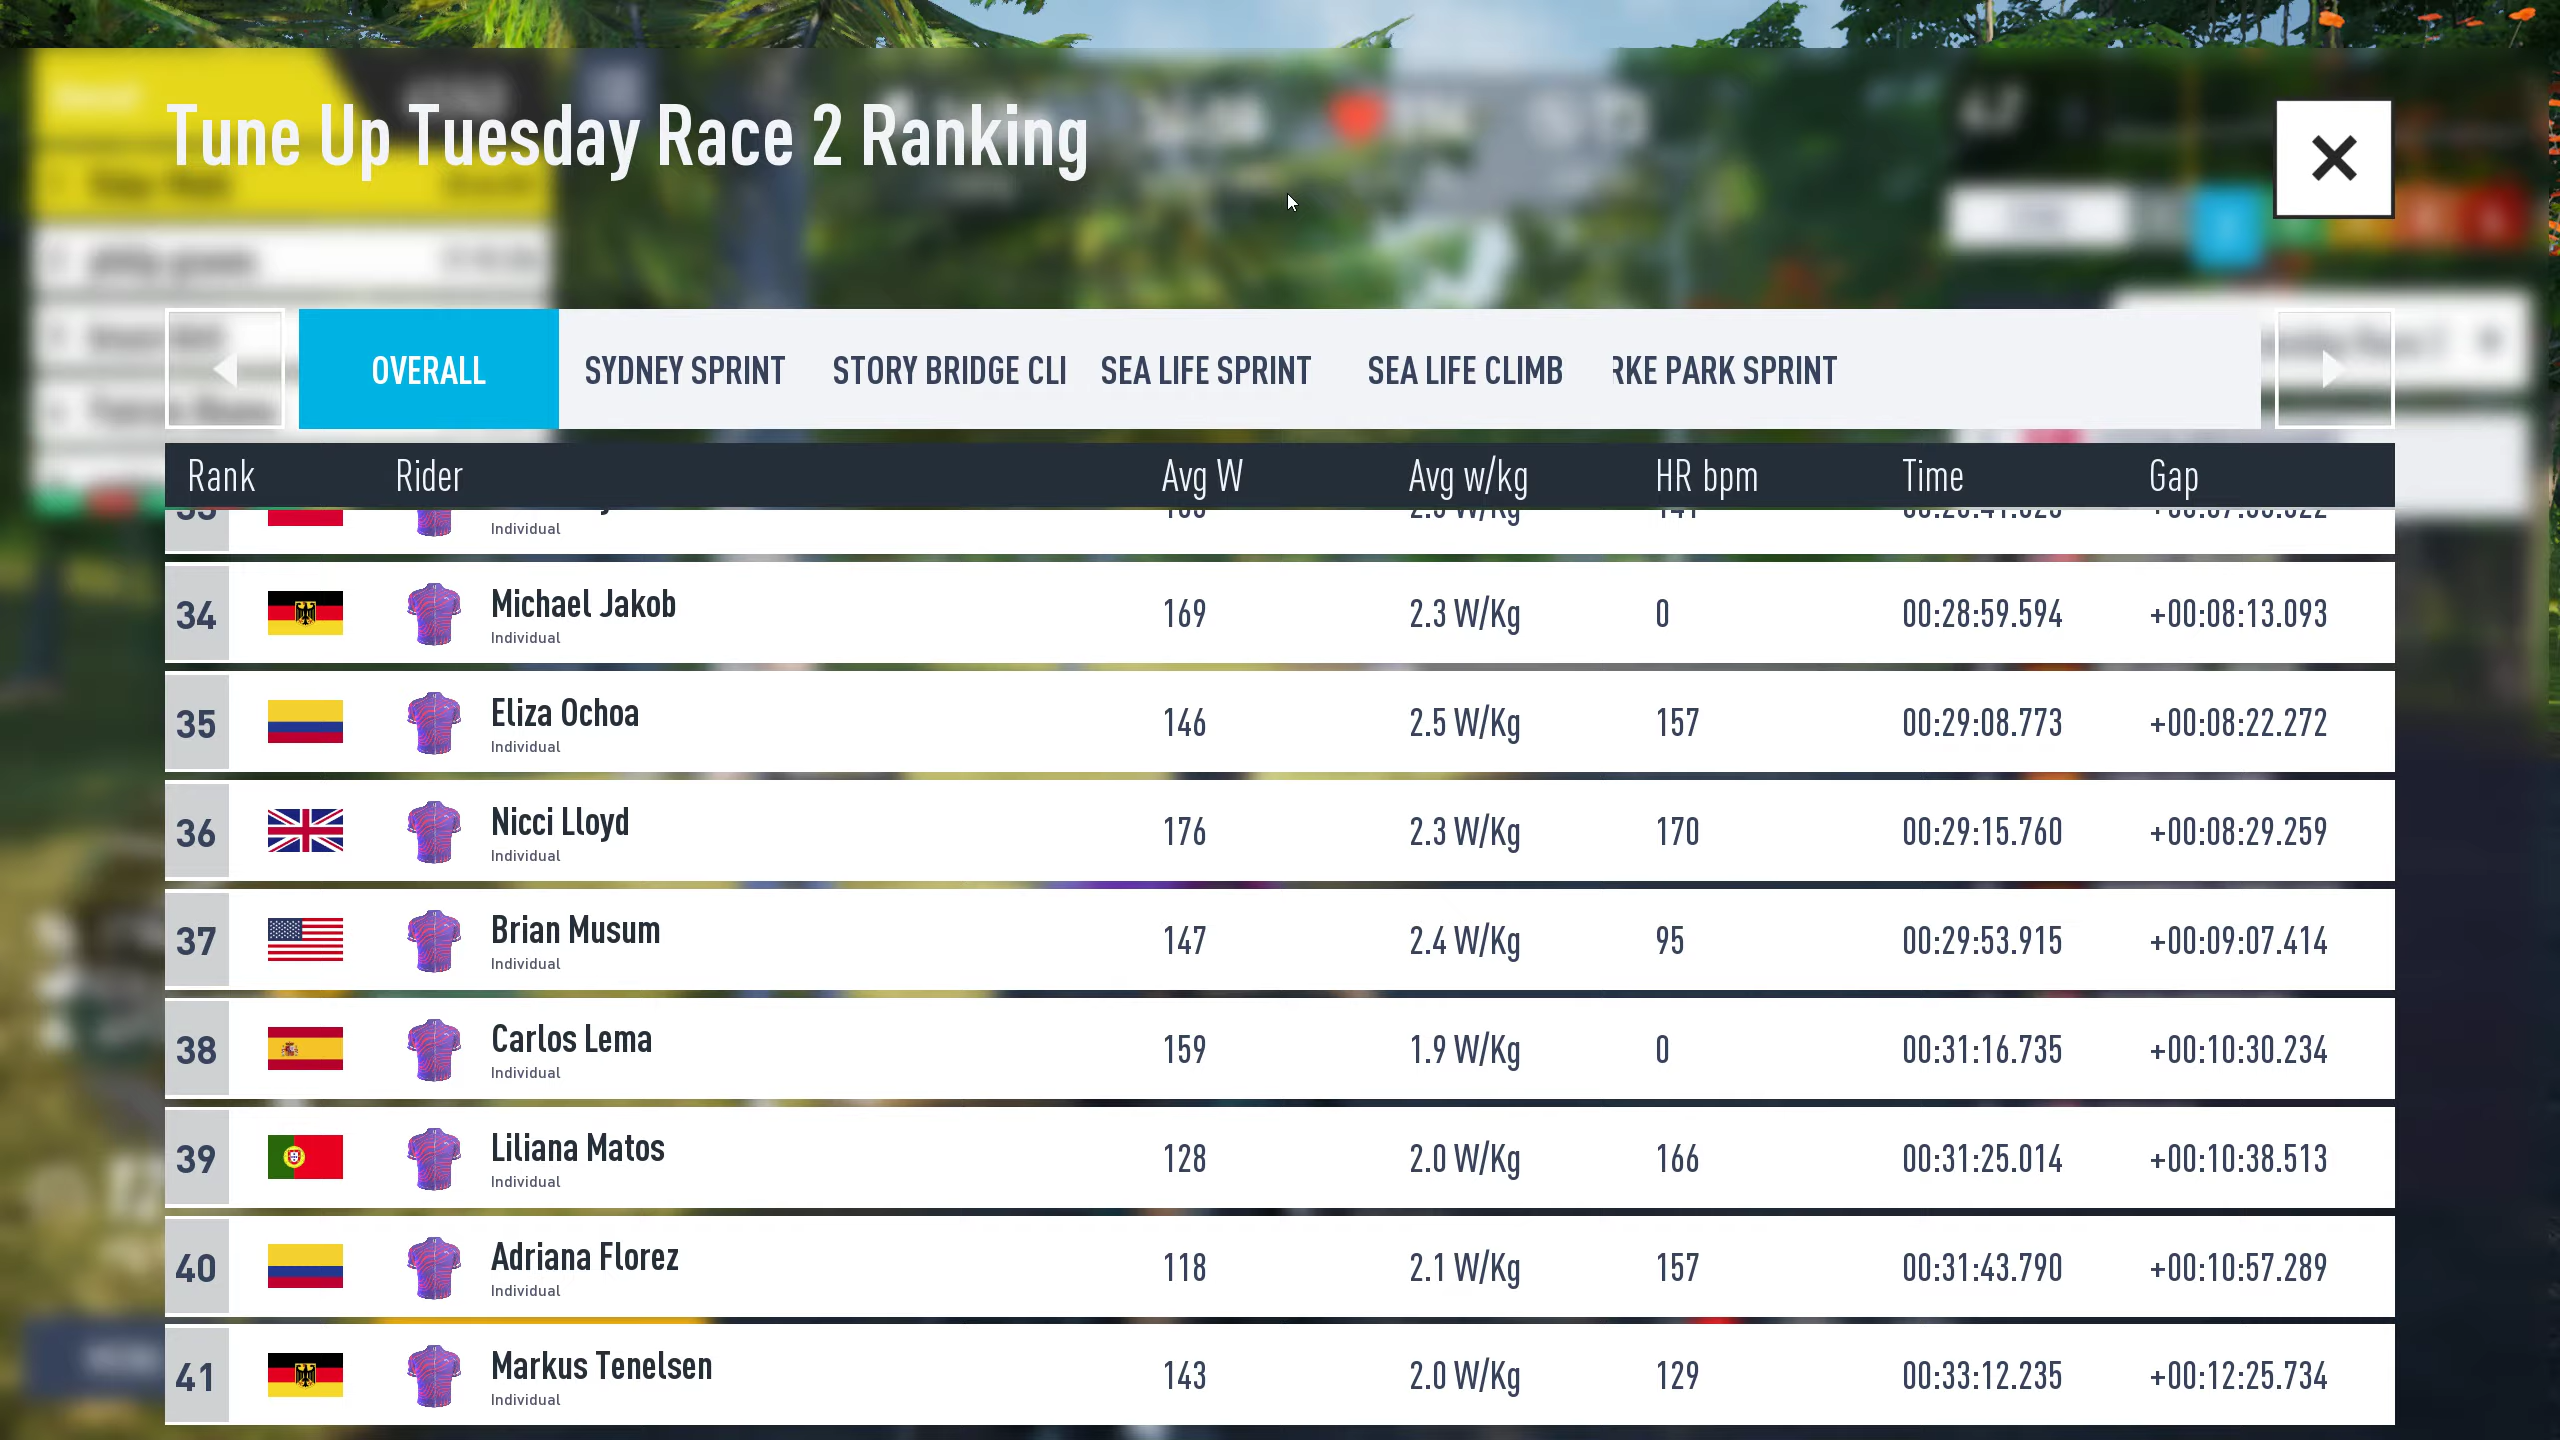 Tune Up Tuesday Race 2 Ranking
OVERALL SYDNEY SPRINT STORY BRIDGE CLI SEA LIFE SPRINT SEA LIFE CLIMB RKE PARK SPRINT
Rank Rider Avg W Avg w/kg HR bpm Time Gap
Individual
34 Michael Jakob 169 2.3 W/Kg 0 00:28:59.594 +00:08:13.093
Individual
35 Eliza Ochoa 146 2.5 W/Kg 157 00:29:08.773 +00:08:22.272
Individual
36 Nicci Lloyd 176 2.3 W/Kg 170 00:29:15.760 +00:08:29.259
Individual
37 Brian Musum 147 2.4 W/Kg 95 00:29:53.915 +00:09:07.414
Individual
38 Carlos Lema 159 1.9 W/Kg 0 00:31:16.735 +00:10:30.234
Individual
39 Liliana Matos 128 2.0 W/Kg 166 00:31:25.014 +00:10:38.513
Individual
40 Adriana Florez 118 2.1 W/Kg 157 00:31:43.790 +00:10:57.289
Individual
41 Markus Tenelsen 143 2.0 W/Kg 129 00:33:12.235 +00:12:25.734
Individual